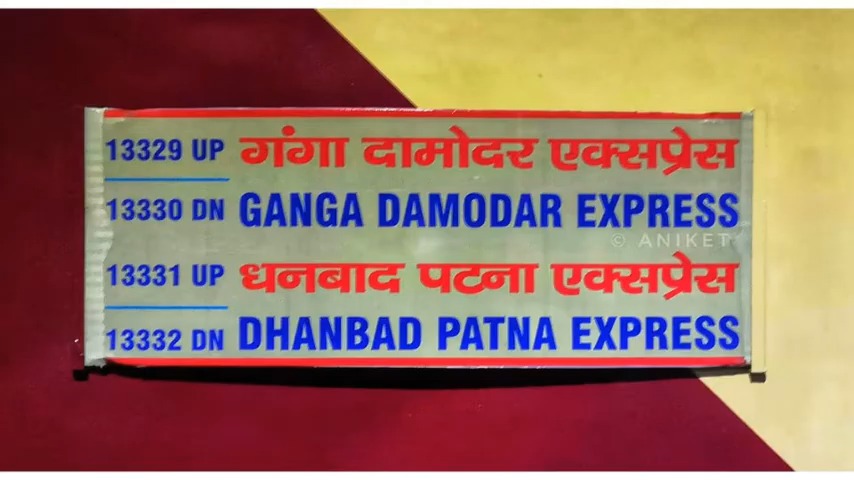 13329 UP गंगा दामोदर एक्सप्रेस
13330 DN GANGA DAMODAR EXPRESS
© ANIKET
13331 UP धनबाद पटना एक्सप्रेस
13332 DN DHANBAD PATNA EXPRESS